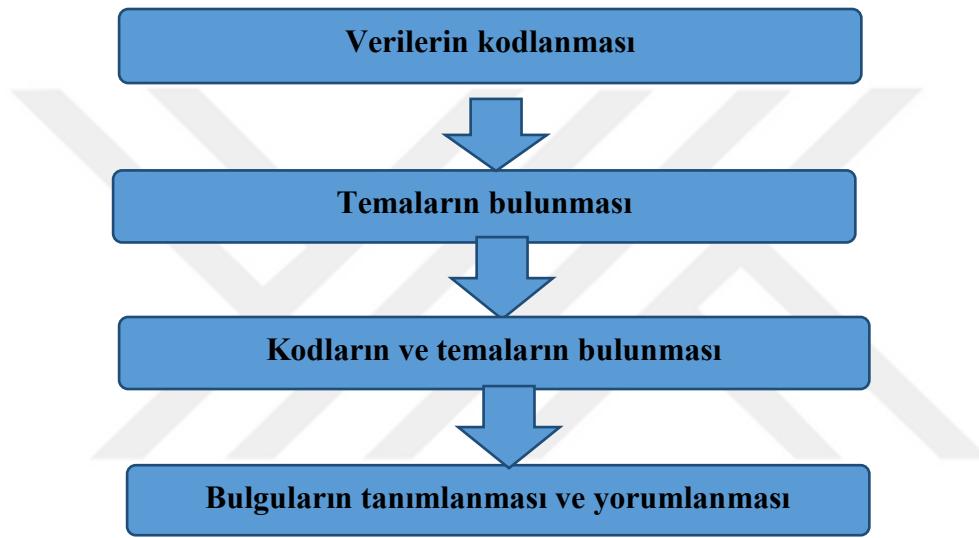 Verilerin kodlanması
Temaların bulunması
Kodların ve temaların bulunması
Bulguların tanımlanması ve yorumlanması